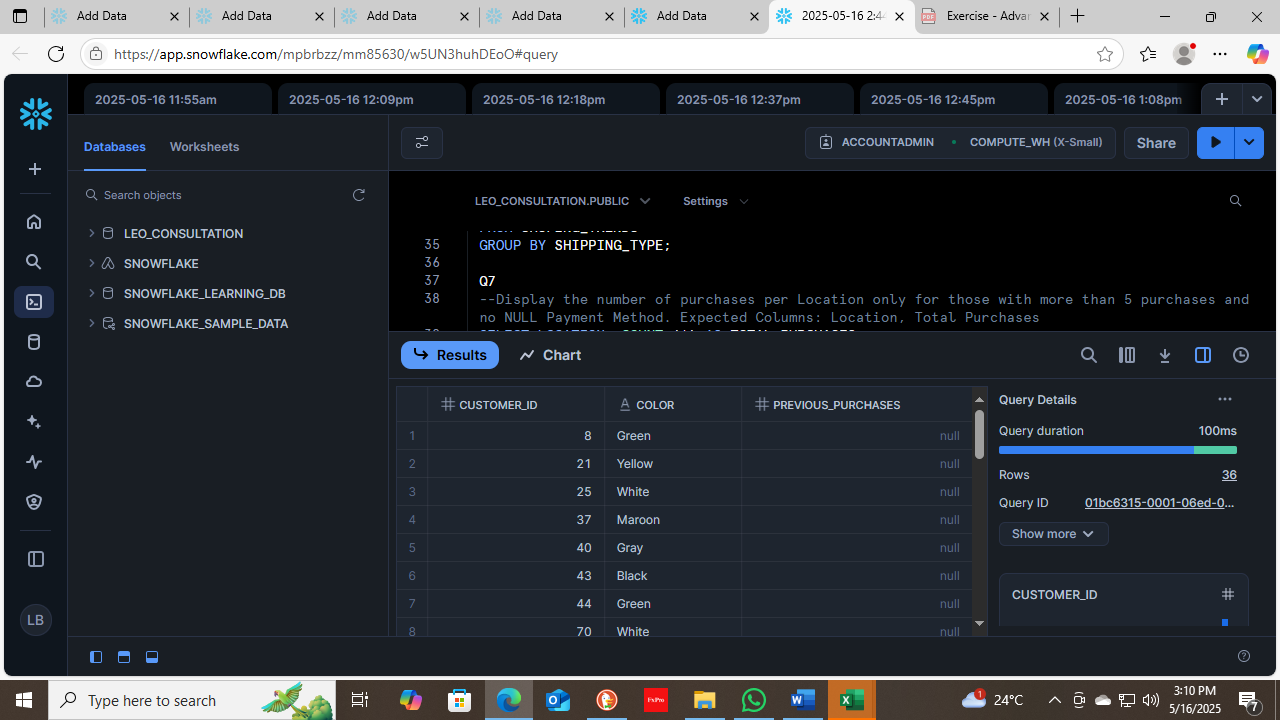 Add Data
Add Data
Add Data
Add Data
Add Data
2025-05-16 2:44
Exercise - Advan
https://app.snowflake.com/mpbrbzz/mm85630/w5UN3huhDEoO#query
2025-05-16 11:55am
2025-05-16 12:09pm
2025-05-16 12:18pm
2025-05-16 12:37pm
2025-05-16 12:45pm
2025-05-16 1:08pm
Databases Worksheets
ACCOUNTADMIN • COMPUTE_WH (X-Small)
Share
Search objects
LEO_CONSULTATION
SNOWFLAKE
SNOWFLAKE_LEARNING_DB
SNOWFLAKE_SAMPLE_DATA
LB
LEO_CONSULTATION.PUBLIC Settings
35 GROUP BY SHIPPING_TYPE;
36
37 Q7
38 --Display the number of purchases per Location only for those with more than 5 purchases and
no NULL Payment Method. Expected Columns: Location, Total Purchases
Results Chart
CUSTOMER_ID COLOR PREVIOUS_PURCHASES
1 8 Green null
2 21 Yellow null
3 25 White null
4 37 Maroon null
5 40 Gray null
6 43 Black null
7 44 Green null
8 70 White null
Query Details
Query duration 100ms
Rows 36
Query ID 01bc6315-0001-06ed-0...
Show more
CUSTOMER_ID
Type here to search
FxPro
1
24°C
3:10 PM
5/16/2025
7